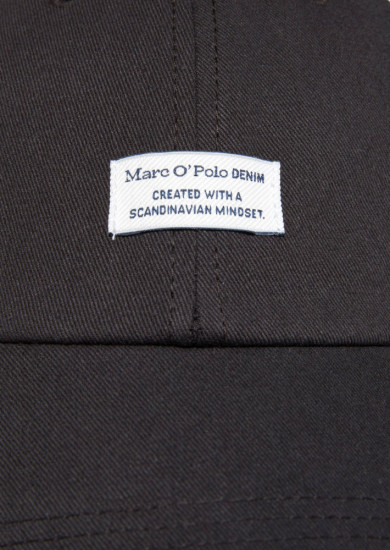 Marc O'Polo DENIM
CREATED WITH A
SCANDINAVIAN MINDSET.